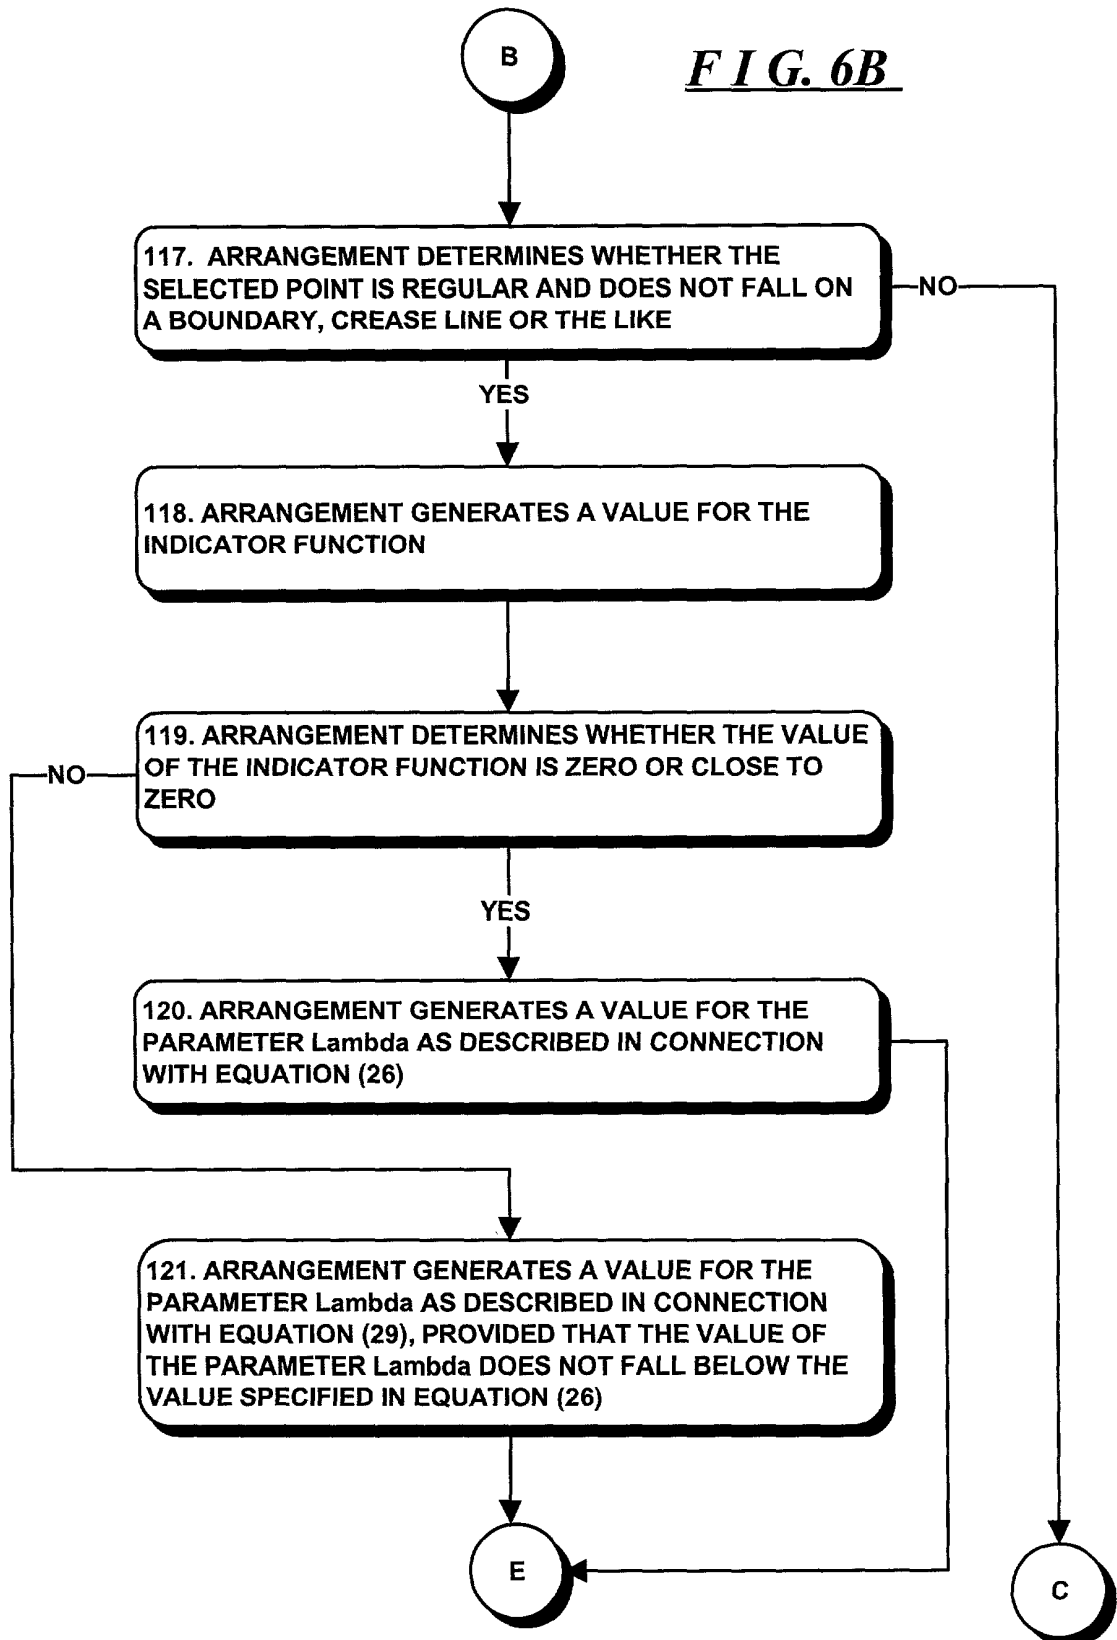 B
F I G. 6B
117. ARRANGEMENT DETERMINES WHETHER THE
SELECTED POINT IS REGULAR AND DOES NOT FALL ON
A BOUNDARY, CREASE LINE OR THE LIKE
NO
YES
118. ARRANGEMENT GENERATES A VALUE FOR THE
INDICATOR FUNCTION
119. ARRANGEMENT DETERMINES WHETHER THE VALUE
OF THE INDICATOR FUNCTION IS ZERO OR CLOSE TO
ZERO
NO
YES
120. ARRANGEMENT GENERATES A VALUE FOR THE
PARAMETER Lambda AS DESCRIBED IN CONNECTION
WITH EQUATION (26)
121. ARRANGEMENT GENERATES A VALUE FOR THE
PARAMETER Lambda AS DESCRIBED IN CONNECTION
WITH EQUATION (29), PROVIDED THAT THE VALUE OF
THE PARAMETER Lambda DOES NOT FALL BELOW THE
VALUE SPECIFIED IN EQUATION (26)
E
C